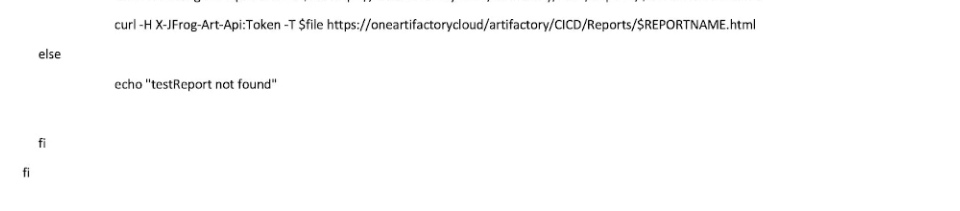 curl -H X-JFrog-Art-Api:Token -T $file https://oneartifactorycloud/artifactory/CICD/Reports/$REPORTNAME.html
else
echo "testReport not found"
fi
fi